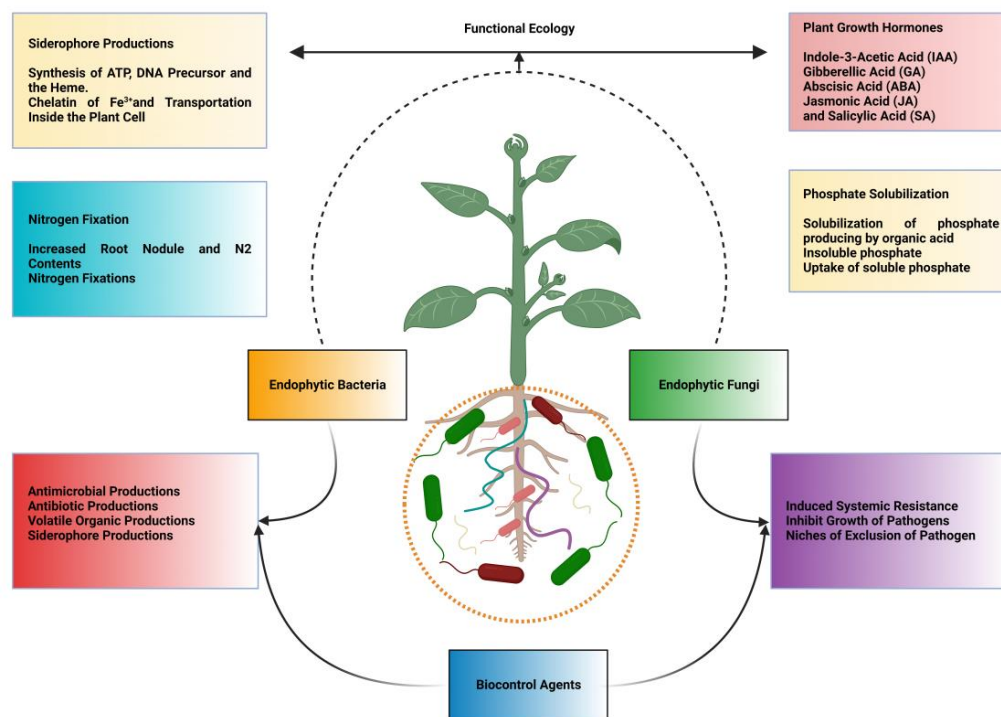 Functional Ecology
Siderophore Productions
Synthesis of ATP, DNA Precursor and
the Heme.
Chelatin of Fe³⁺and Transportation
Inside the Plant Cell
Plant Growth Hormones
Indole-3-Acetic Acid (IAA)
Gibberellic Acid (GA)
Abscisic Acid (ABA)
Jasmonic Acid (JA)
and Salicylic Acid (SA)
Nitrogen Fixation
Increased Root Nodule and N2
Contents
Nitrogen Fixations
Phosphate Solubilization
Solubilization of phosphate
producing by organic acid
Insoluble phosphate
Uptake of soluble phosphate
Endophytic Bacteria
Endophytic Fungi
Antimicrobial Productions
Antibiotic Productions
Volatile Organic Productions
Siderophore Productions
Induced Systemic Resistance
Inhibit Growth of Pathogens
Niches of Exclusion of Pathogen
Biocontrol Agents